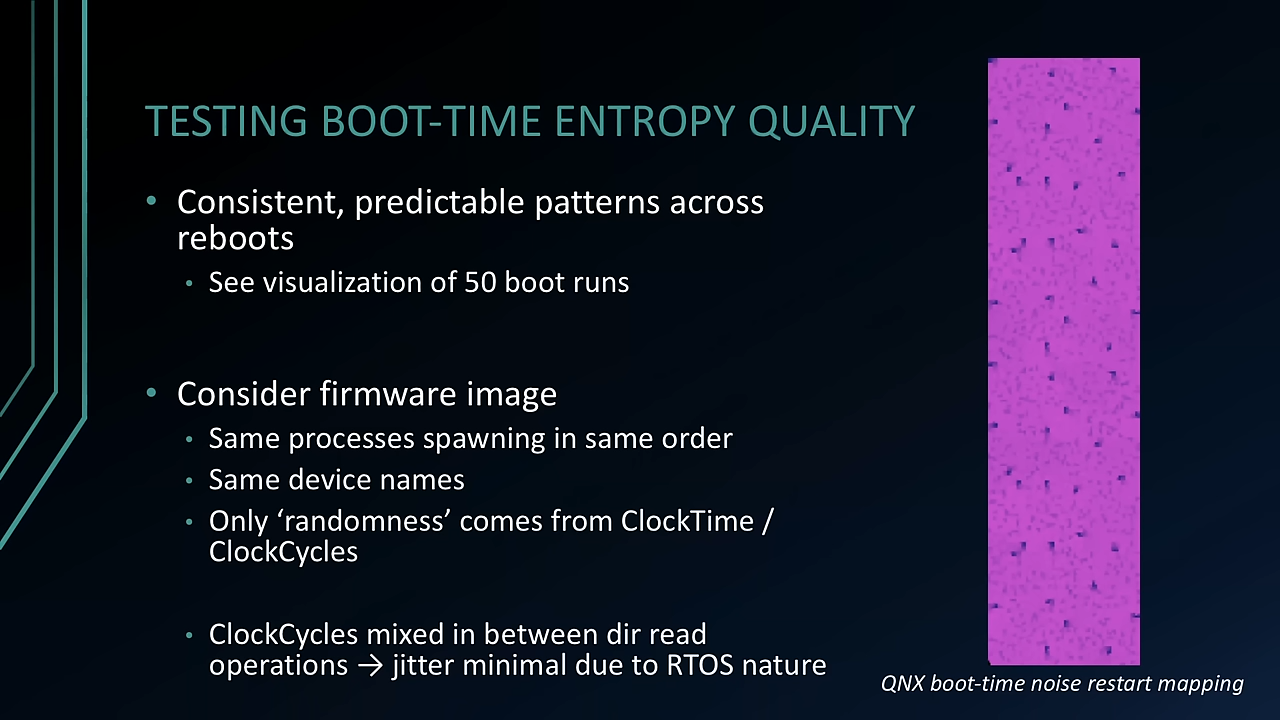 TESTING BOOT-TIME ENTROPY QUALITY
• Consistent, predictable patterns across
reboots
• See visualization of 50 boot runs
• Consider firmware image
• Same processes spawning in same order
• Same device names
• Only ‘randomness’ comes from ClockTime /
ClockCycles
• ClockCycles mixed in between dir read
operations → jitter minimal due to RTOS nature
QNX boot-time noise restart mapping